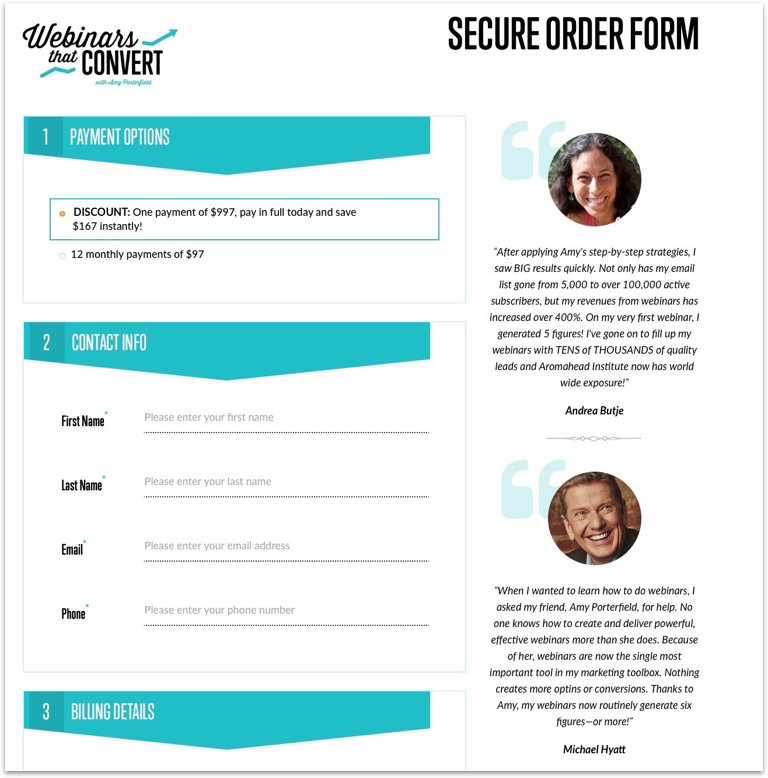 Webinars
that CONVERT
with Amy Porterfield
SECURE ORDER FORM
1 PAYMENT OPTIONS
DISCOUNT: One payment of $997, pay in full today and save
$167 instantly!
12 monthly payments of $97
2 CONTACT INFO
First Name*
Please enter your first name
Last Name*
Please enter your last name
Email*
Please enter your email address
Phone*
Please enter your phone number
3 BILLING DETAILS
“After applying Amy's step-by-step strategies, I
saw BIG results quickly. Not only has my email
list gone from 5,000 to over 100,000 active
subscribers, but my revenues from webinars has
increased over 400%. On my very first webinar, I
generated 5 figures! I've gone on to fill up my
webinars with TENS of THOUSANDS of quality
leads and Aromahead Institute now has world
wide exposure!”
Andrea Butje
“When I wanted to learn how to do webinars, I
asked my friend, Amy Porterfield, for help. No
one knows how to create and deliver powerful,
effective webinars more than she does. Because
of her, webinars are now the single most
important tool in my marketing toolbox. Nothing
creates more optins or conversions. Thanks to
Amy, my webinars now routinely generate six
figures—or more!”
Michael Hyatt